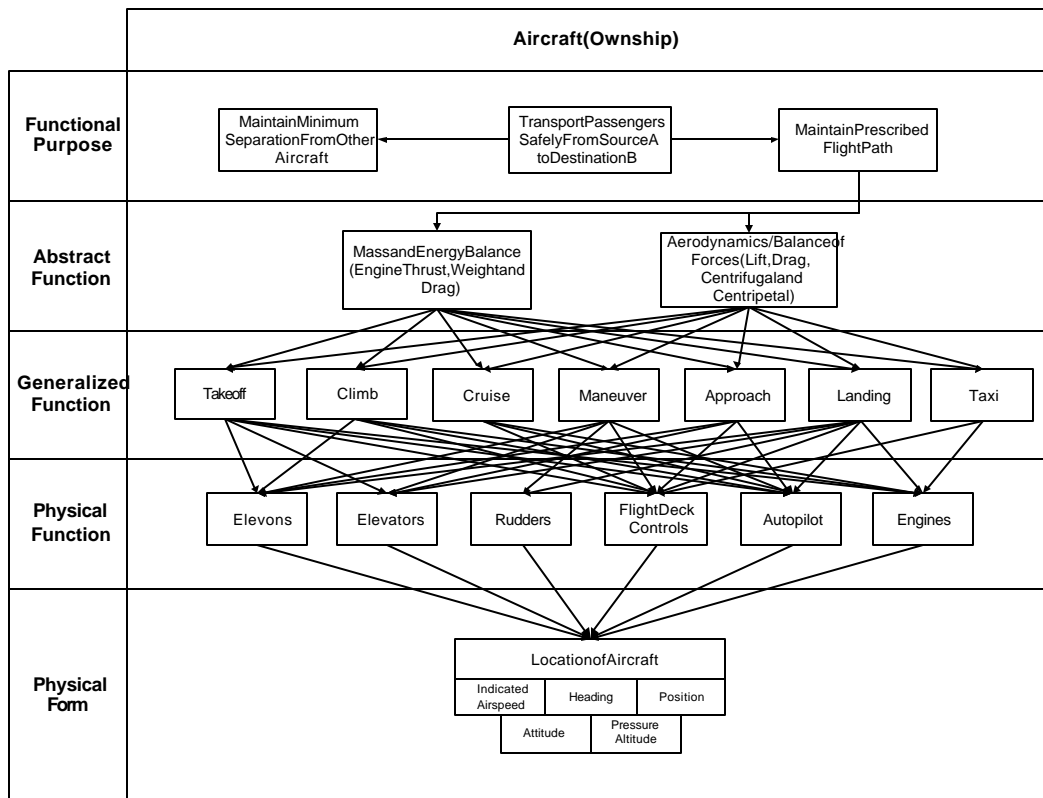 Aircraft(Ownship)
Functional
Purpose
MaintainMinimum
SeparationFromOther
Aircraft
TransportPassengers
SafelyFromSourceA
toDestinationB
MaintainPrescribed
FlightPath
Abstract
Function
MassandEnergyBalance
(EngineThrust,Weightand
Drag)
Aerodynamics/Balanceof
Forces(Lift,Drag,
Centrifugaland
Centripetal)
Generalized
Function
Takeoff
Climb
Cruise
Maneuver
Approach
Landing
Taxi
Physical
Function
Elevons
Elevators
Rudders
FlightDeck
Controls
Autopilot
Engines
Physical
Form
LocationofAircraft
Indicated
Airspeed
Heading
Position
Attitude
Pressure
Altitude